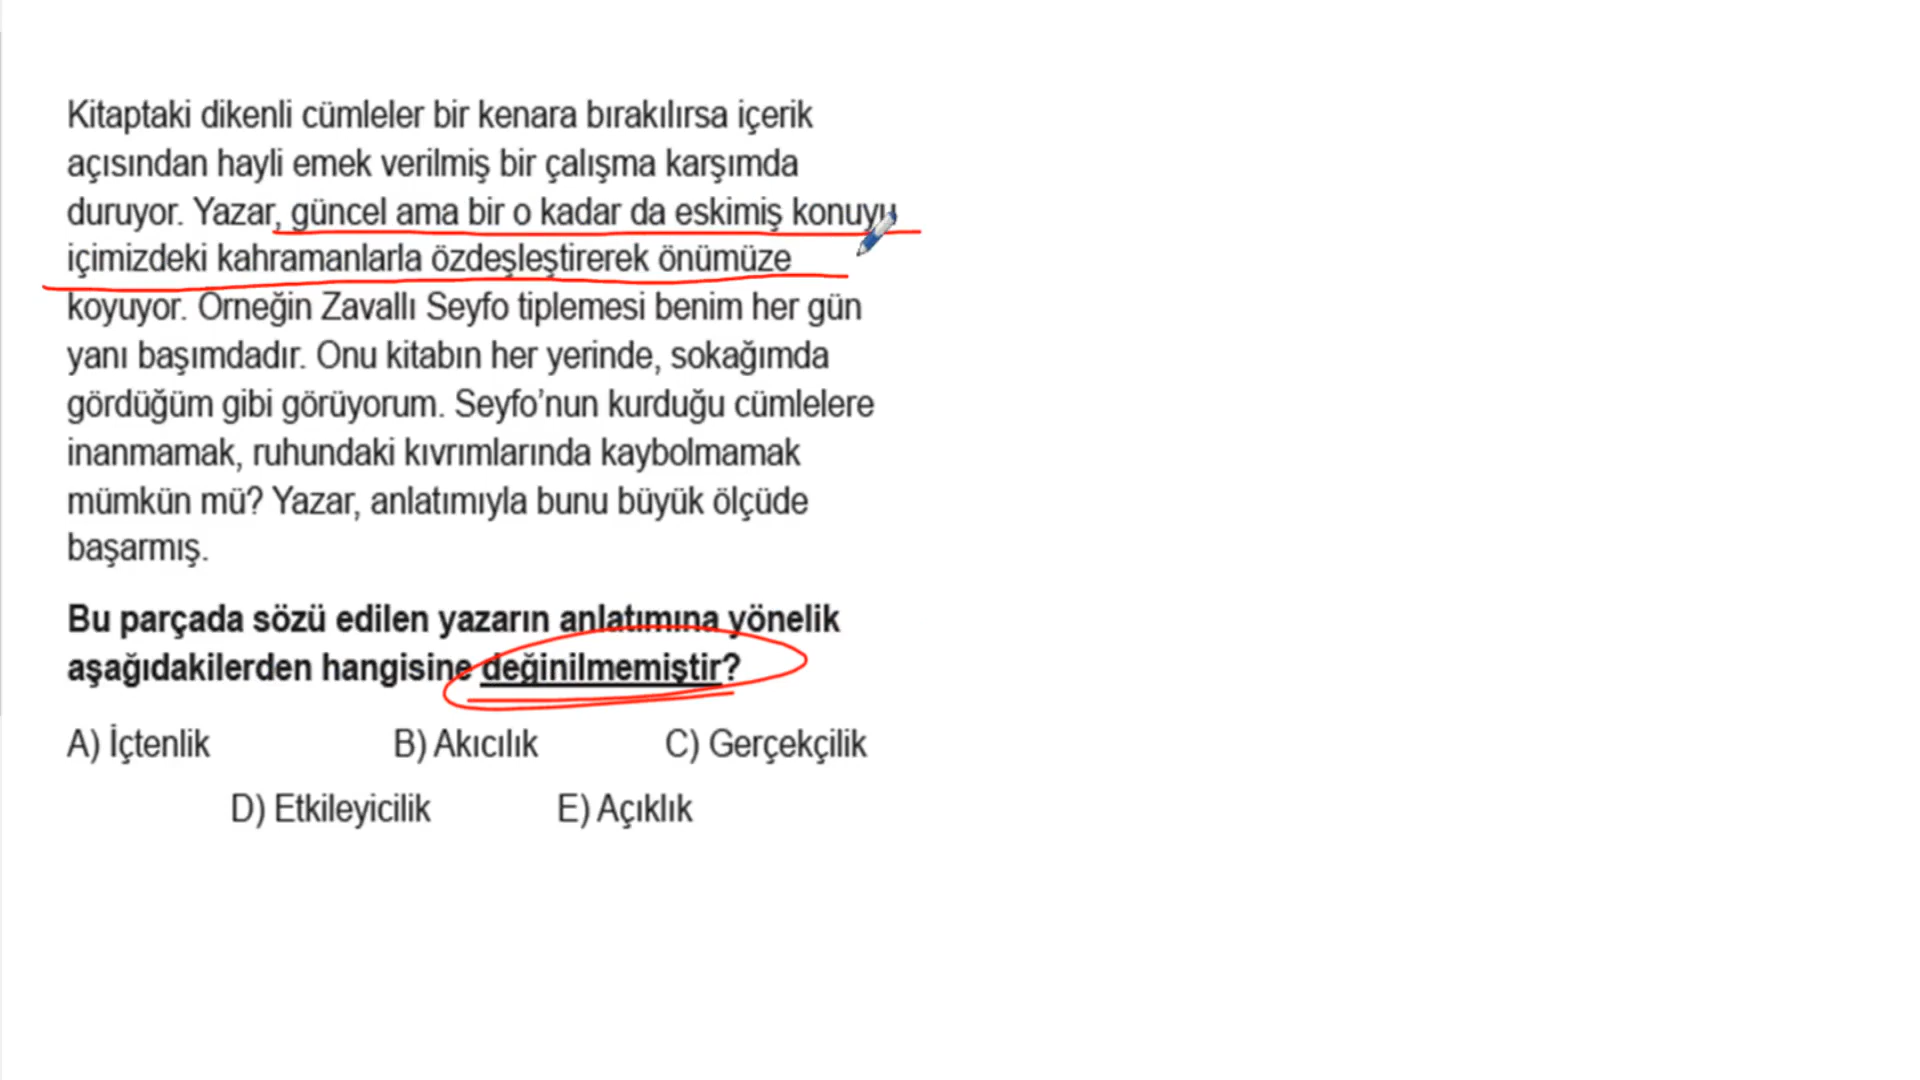 Kitaptaki dikenli cümleler bir kenara bırakılırsa içerik
açısından hayli emek verilmiş bir çalışma karşımda
duruyor. Yazar, güncel ama bir o kadar da eskimiş konuyu
içimizdeki kahramanlarla özdeşleştirerek önümüze
koyuyor. Örneğin Zavallı Seyfo tiplemesi benim her gün
yanı başımdadır. Onu kitabın her yerinde, sokağımda
gördüğüm gibi görüyorum. Seyfo’nun kurduğu cümlelere
inanmamak, ruhundaki kıvrımlarında kaybolmamak
mümkün mü? Yazar, anlatımıyla bunu büyük ölçüde
başarmış.
Bu parçada sözü edilen yazarın anlatımına yönelik
aşağıdakilerden hangisine değinilmemiştir?
A) İçtenlik B) Akıcılık C) Gerçekçilik
D) Etkileyicilik E) Açıklık